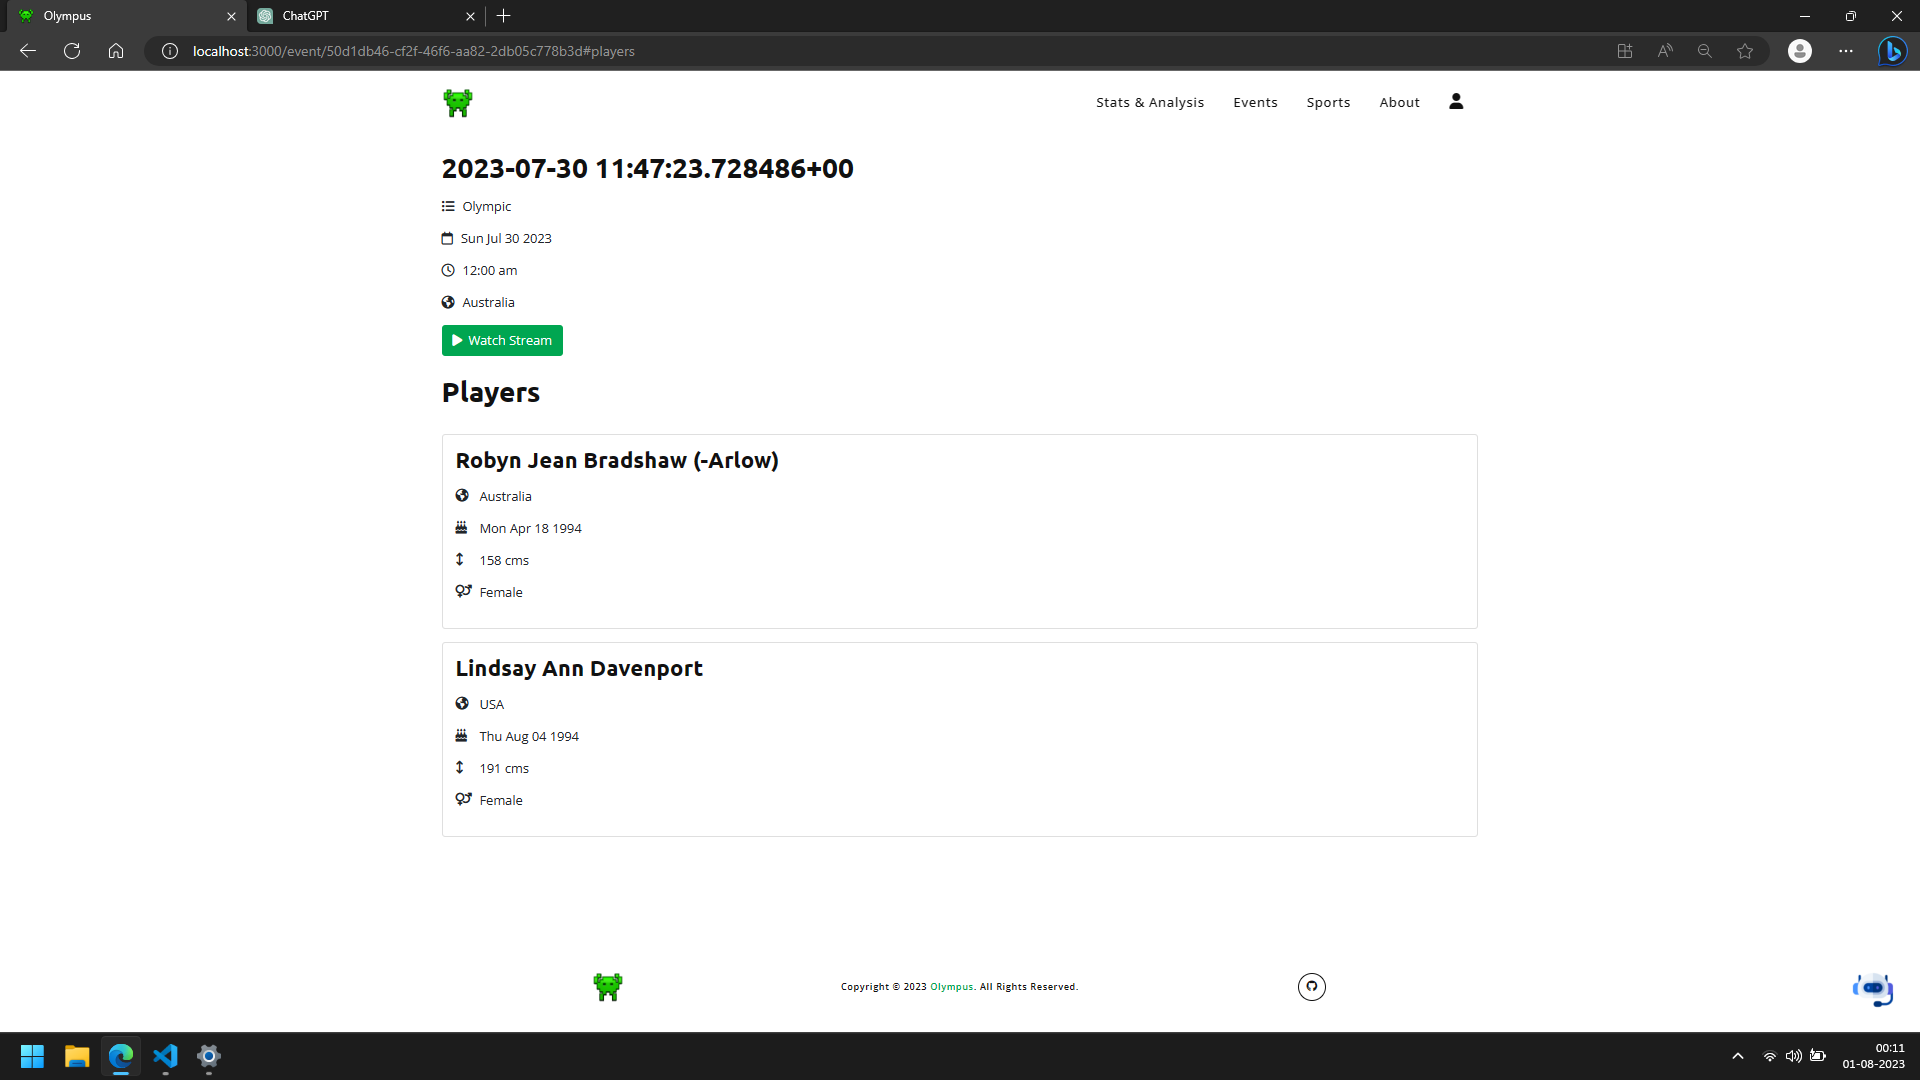 Olympus
ChatGPT
localhost:3000/event/50d1db46-cf2f-46f6-aa82-2db05c778b3d#players
Stats & Analysis Events Sports About
2023-07-30 11:47:23.728486+00
Olympic
Sun Jul 30 2023
12:00 am
Australia
Watch Stream
Players
Robyn Jean Bradshaw (-Arlow)
Australia
Mon Apr 18 1994
158 cms
Female
Lindsay Ann Davenport
USA
Thu Aug 04 1994
191 cms
Female
Copyright © 2023 Olympus. All Rights Reserved.
00:11
01-08-2023